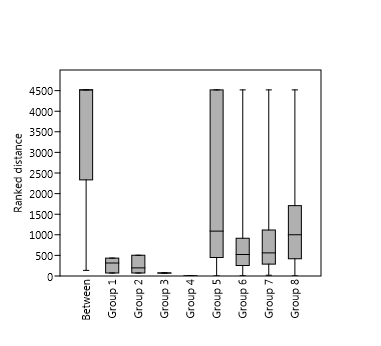 4500
4000
3500
3000
2500
2000
1500
1000
500
0
Ranked distance
Between
Group 1
Group 2
Group 3
Group 4
Group 5
Group 6
Group 7
Group 8